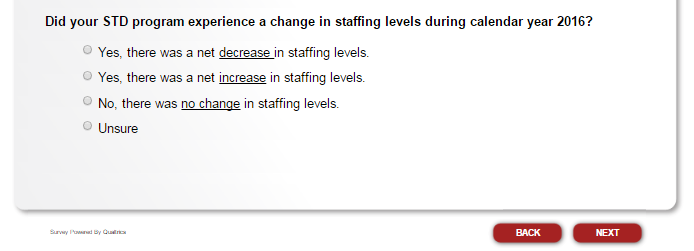 Did your STD program experience a change in staffing levels during calendar year 2016?
Yes, there was a net decrease in staffing levels.
Yes, there was a net increase in staffing levels.
No, there was no change in staffing levels.
Unsure
Survey Powered By Qualtrics
BACK
NEXT